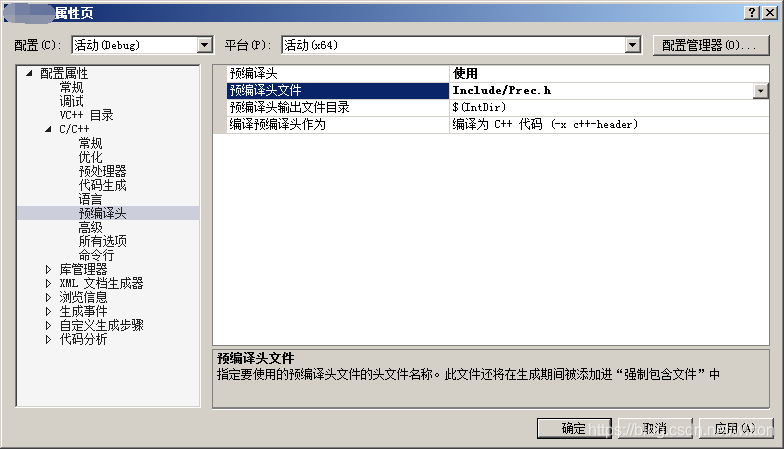 属性页
配置(C): 活动(Debug) 平台(P): 活动(x64) 配置管理器(O)...
配置属性
常规
调试
VC++ 目录
C/C++
常规
优化
预处理器
代码生成
语言
预编译头
高级
所有选项
命令行
库管理器
XML 文档生成器
浏览信息
生成事件
自定义生成步骤
代码分析
预编译头 使用
预编译头文件 Include/Prec.h
预编译头输出文件目录 $(IntDir)
编译预编译头作为 编译为 C++ 代码 (-x c++-header)
预编译头文件
指定要使用的预编译头文件的头文件名称。此文件还将在生成期间被添加进“强制包含文件”中
确定 取消 应用(A)